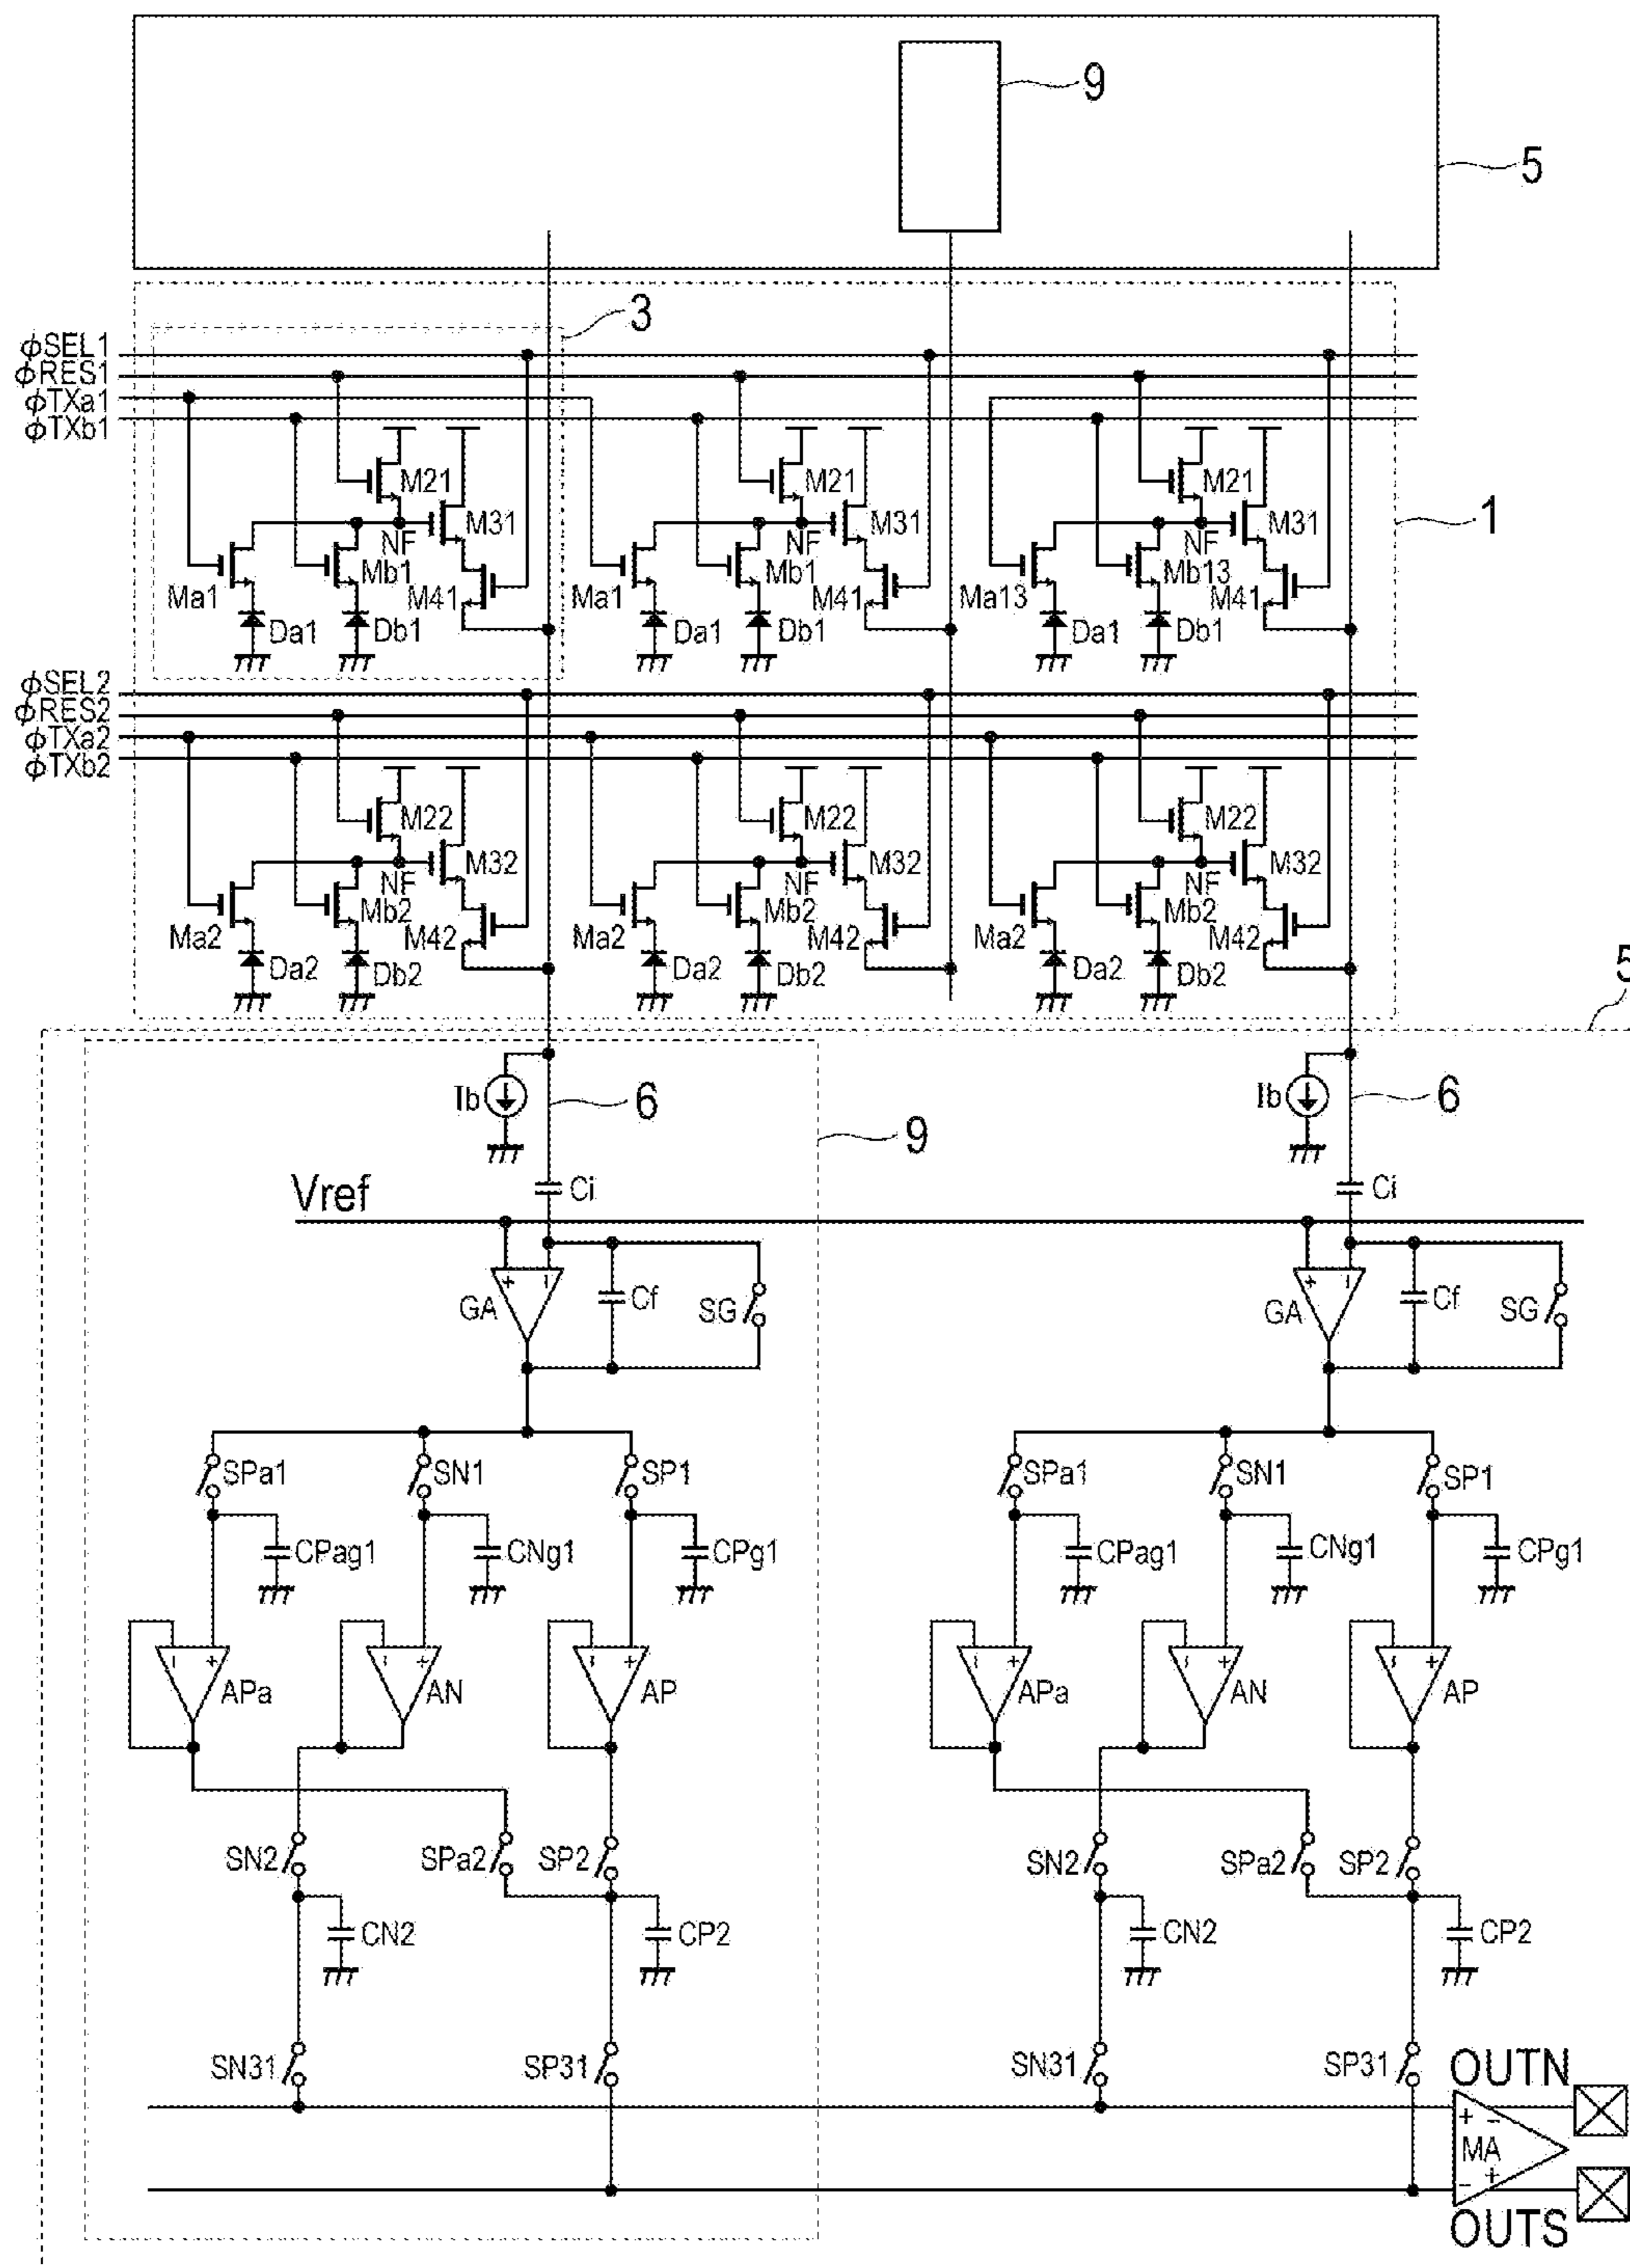 9
5
3
ϕSEL1
ϕRES1
ϕTXa1
ϕTXb1
M21 M21 M21
M31 M31 M31
1
NF NF NF
Mb1 Mb1 Mb13
Ma1 M41 Ma1 M41 Ma13 M41
Da1 Db1 Da1 Db1 Da1 Db1
ϕSEL2
ϕRES2
ϕTXa2
ϕTXb2
M22 M22 M22
M32 M32 M32
NF NF NF
Mb2 Mb2 Mb2
Ma2 M42 Ma2 M42 Ma2 M42
Da2 Db2 Da2 Db2 Da2 Db2
5
Ib 6 Ib 6
9
Vref Ci Ci
+ − + −
GA Cf SG GA Cf SG
SPa1 SN1 SP1 SPa1 SN1 SP1
CPag1 CNg1 CPg1 CPag1 CNg1 CPg1
− + − + − + − + − + − +
APa AN AP APa AN AP
SN2 SPa2 SP2 SN2 SPa2 SP2
CN2 CP2 CN2 CP2
SN31 SP31 SN31 SP31
OUTN
+ −
MA
− +
OUTS